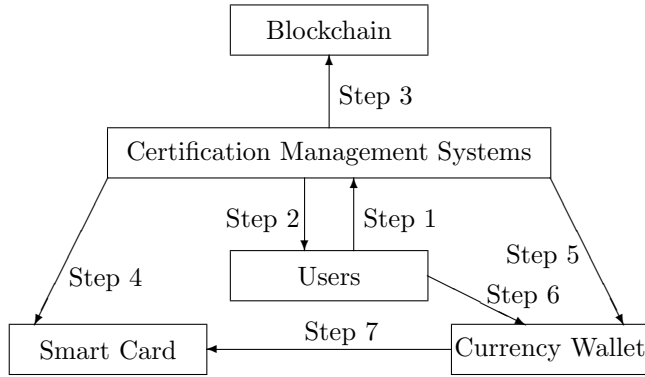 Blockchain
Step 3
Certification Management Systems
Step 2
Step 1
Step 4
Step 5
Users
Step 6
Step 7
Smart Card
Currency Wallet